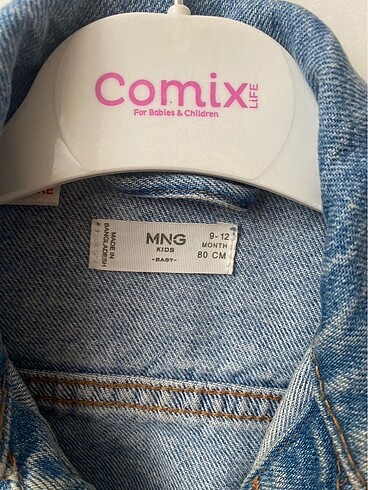 Comix LiFE
For Babies & Children
MADE IN
BANGLADESH
MNG
KIDS
-BABY-
9-12
MONTH
80 CM